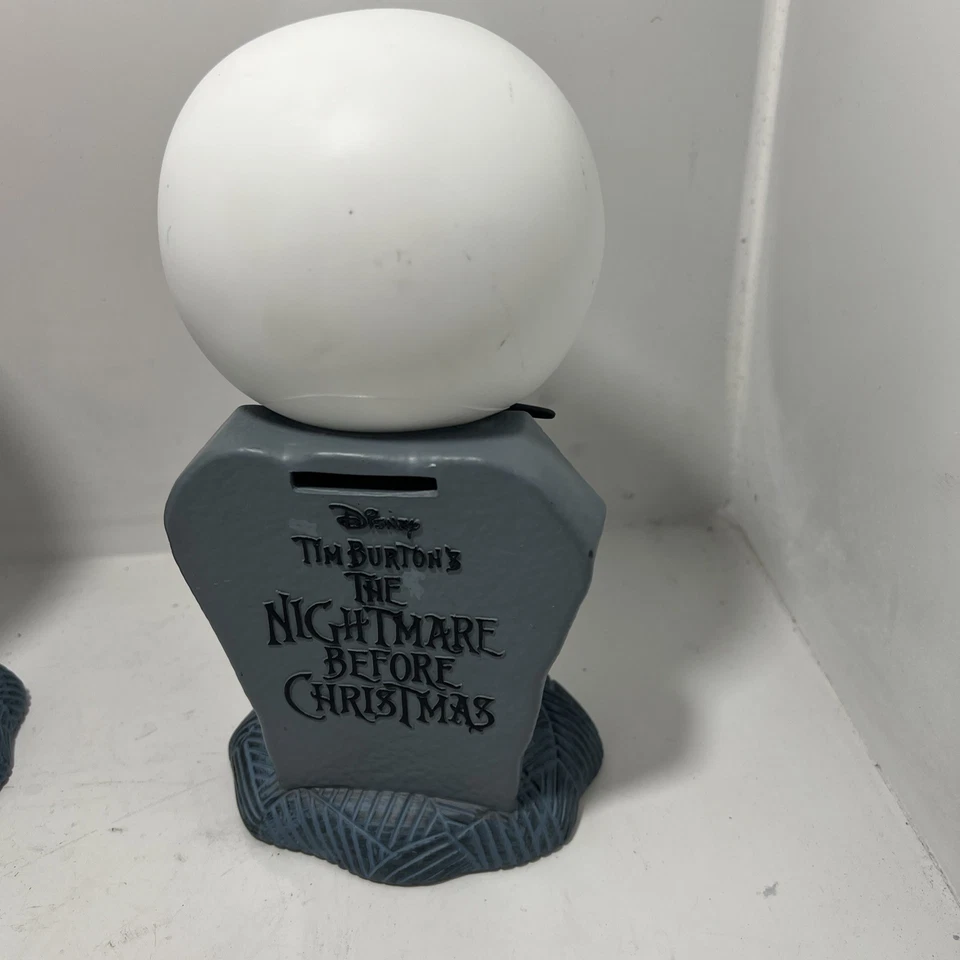 Disney
TIM BURTON'S
THE
NIGHTMARE
BEFORE
CHRISTMAS